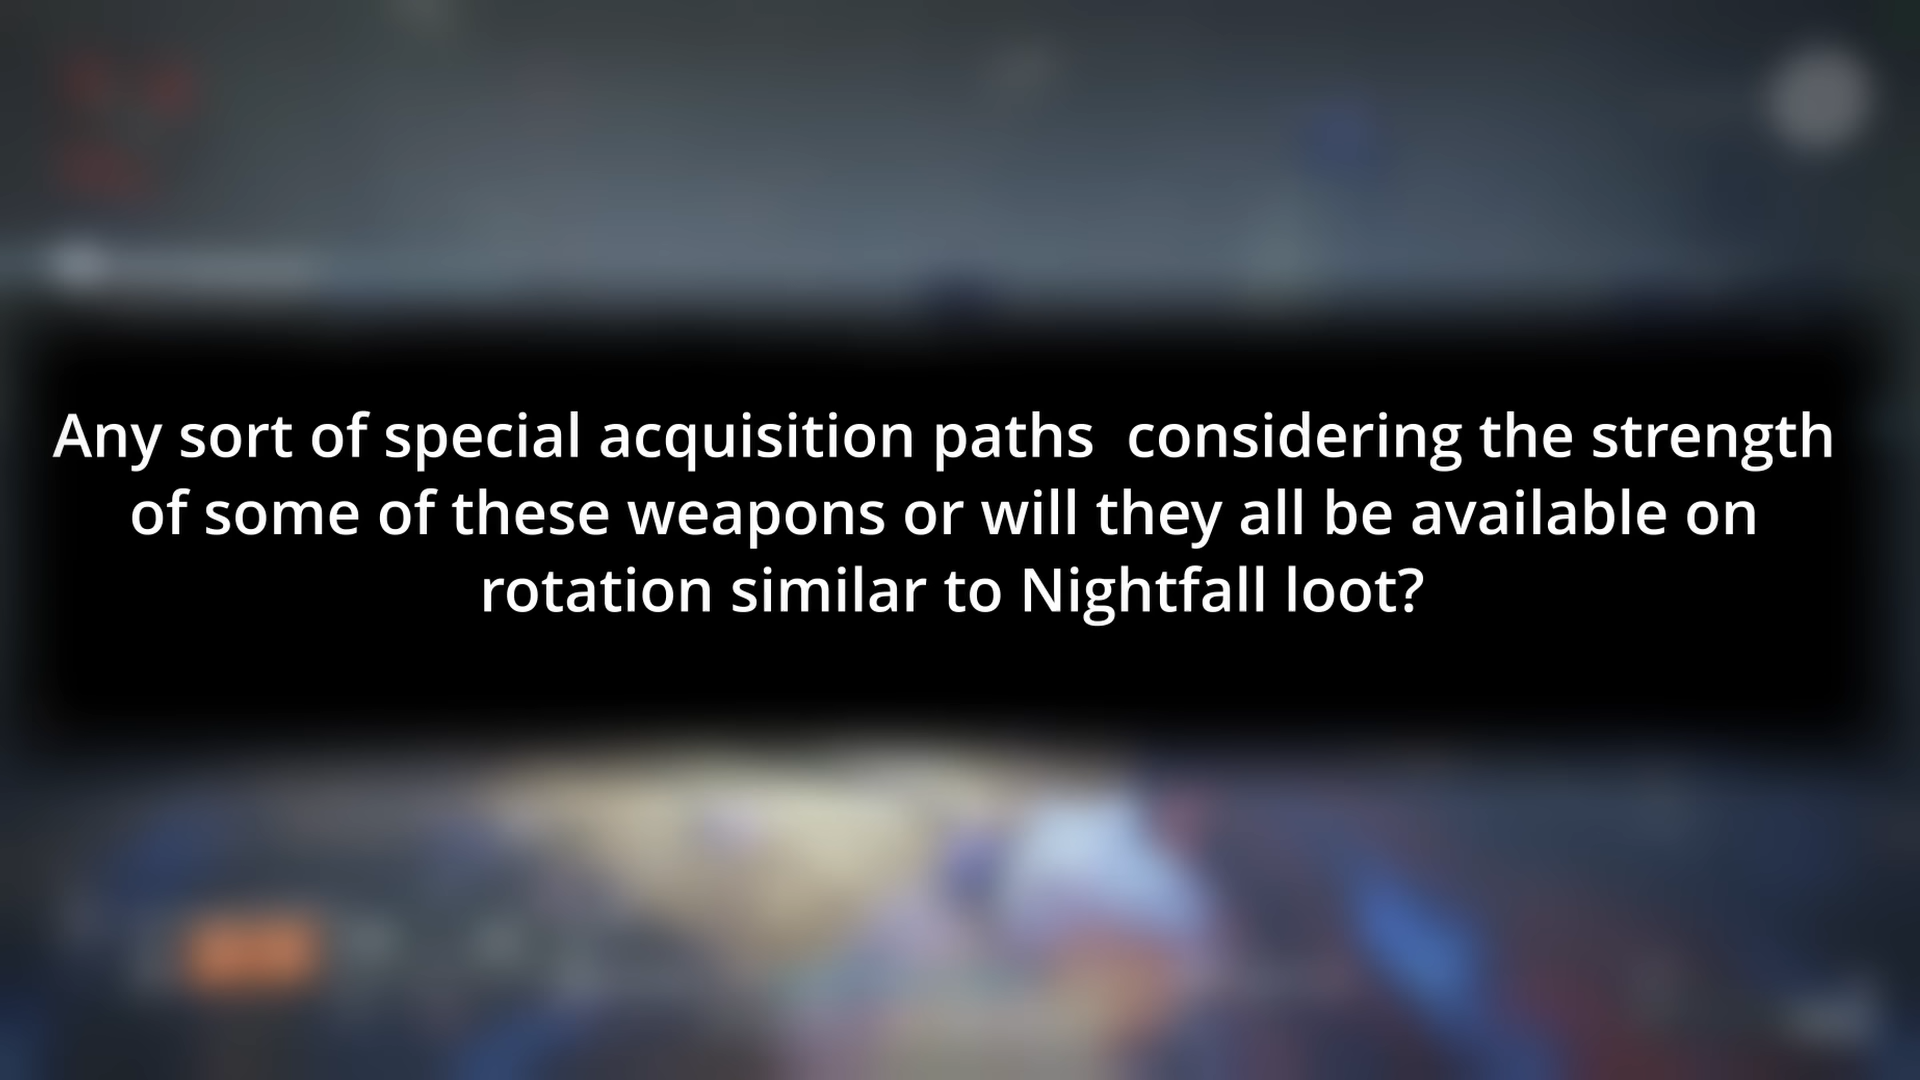 Any sort of special acquisition paths  considering the strength
of some of these weapons or will they all be available on
rotation similar to Nightfall loot?